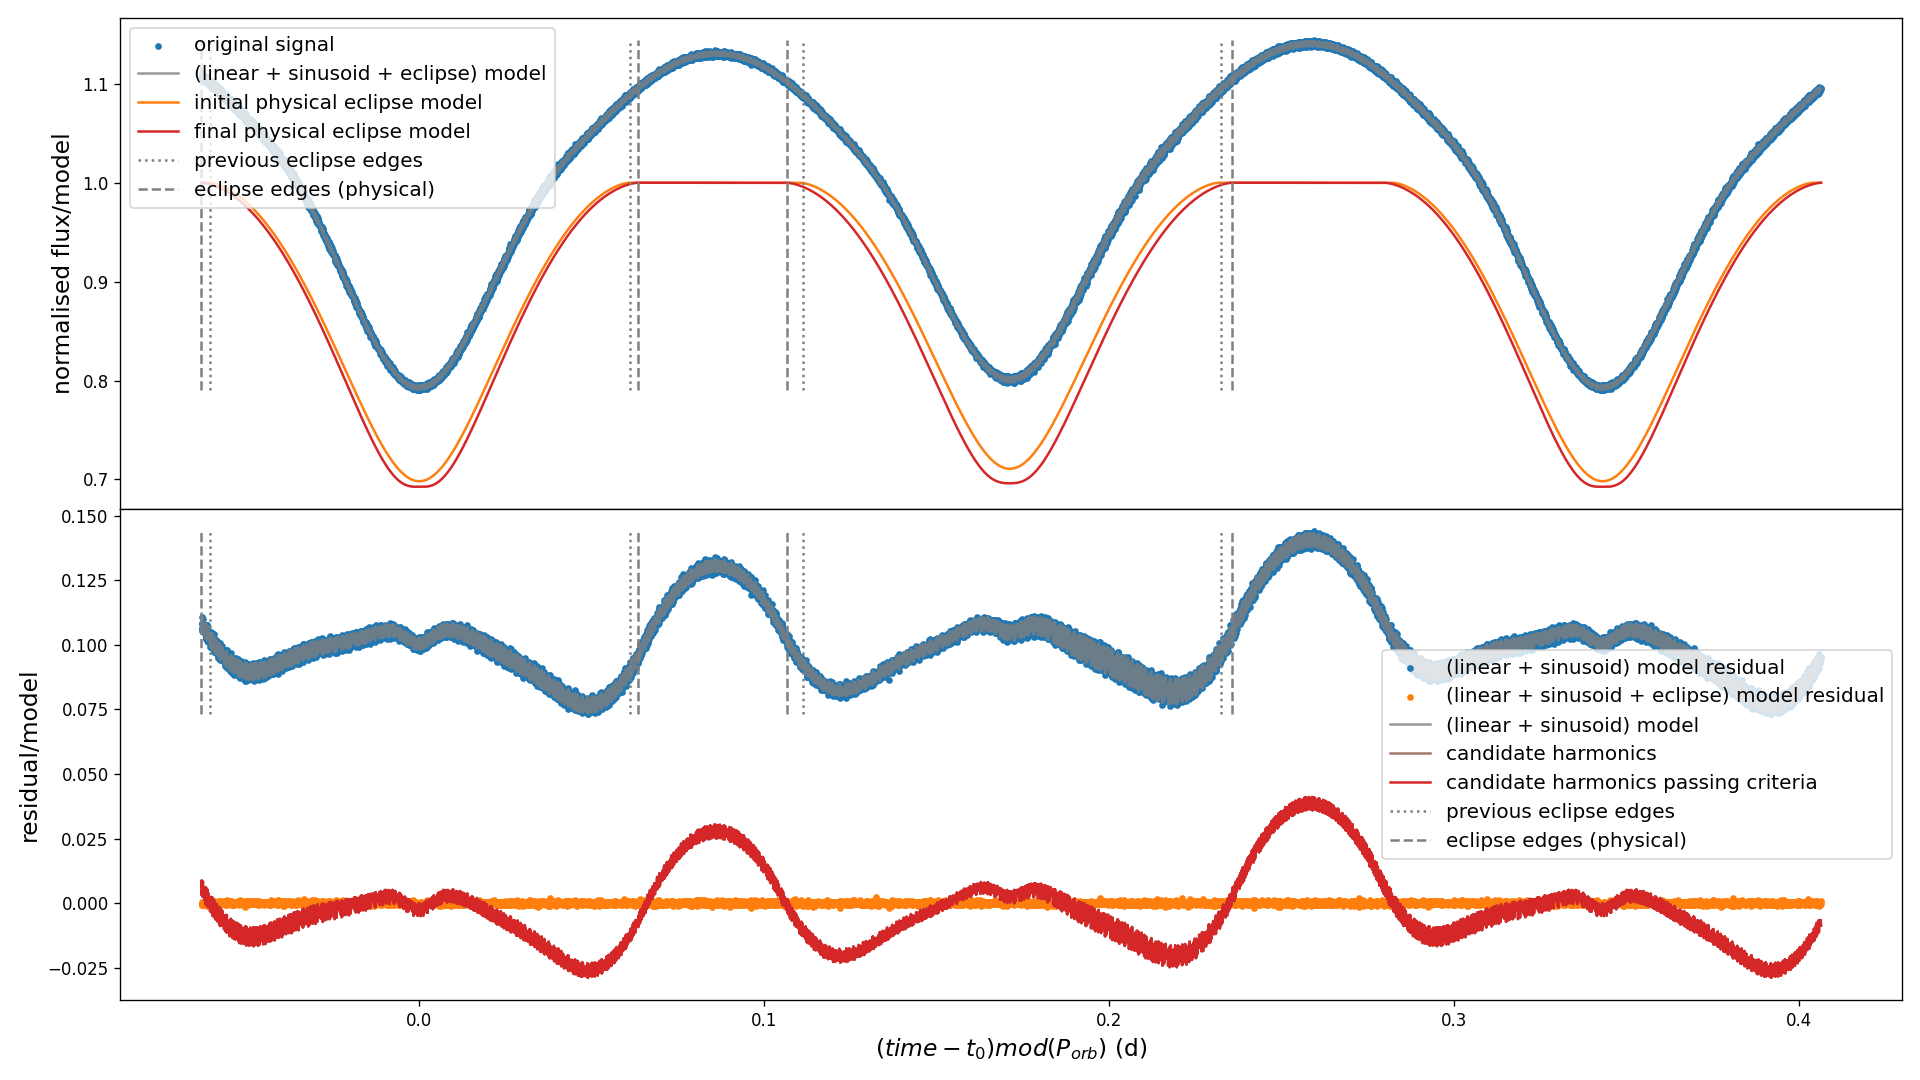 original signal
(linear + sinusoid + eclipse) model
initial physical eclipse model
final physical eclipse model
previous eclipse edges
eclipse edges (physical)
normalised flux/model
1.1
1.0
0.9
0.8
0.7
0.150
0.125
0.100
0.075
0.050
0.025
0.000
−0.025
residual/model
(linear + sinusoid) model residual
(linear + sinusoid + eclipse) model residual
(linear + sinusoid) model
candidate harmonics
candidate harmonics passing criteria
previous eclipse edges
eclipse edges (physical)
0.0 0.1 0.2 0.3 0.4
(time − t₀)mod(P_orb) (d)